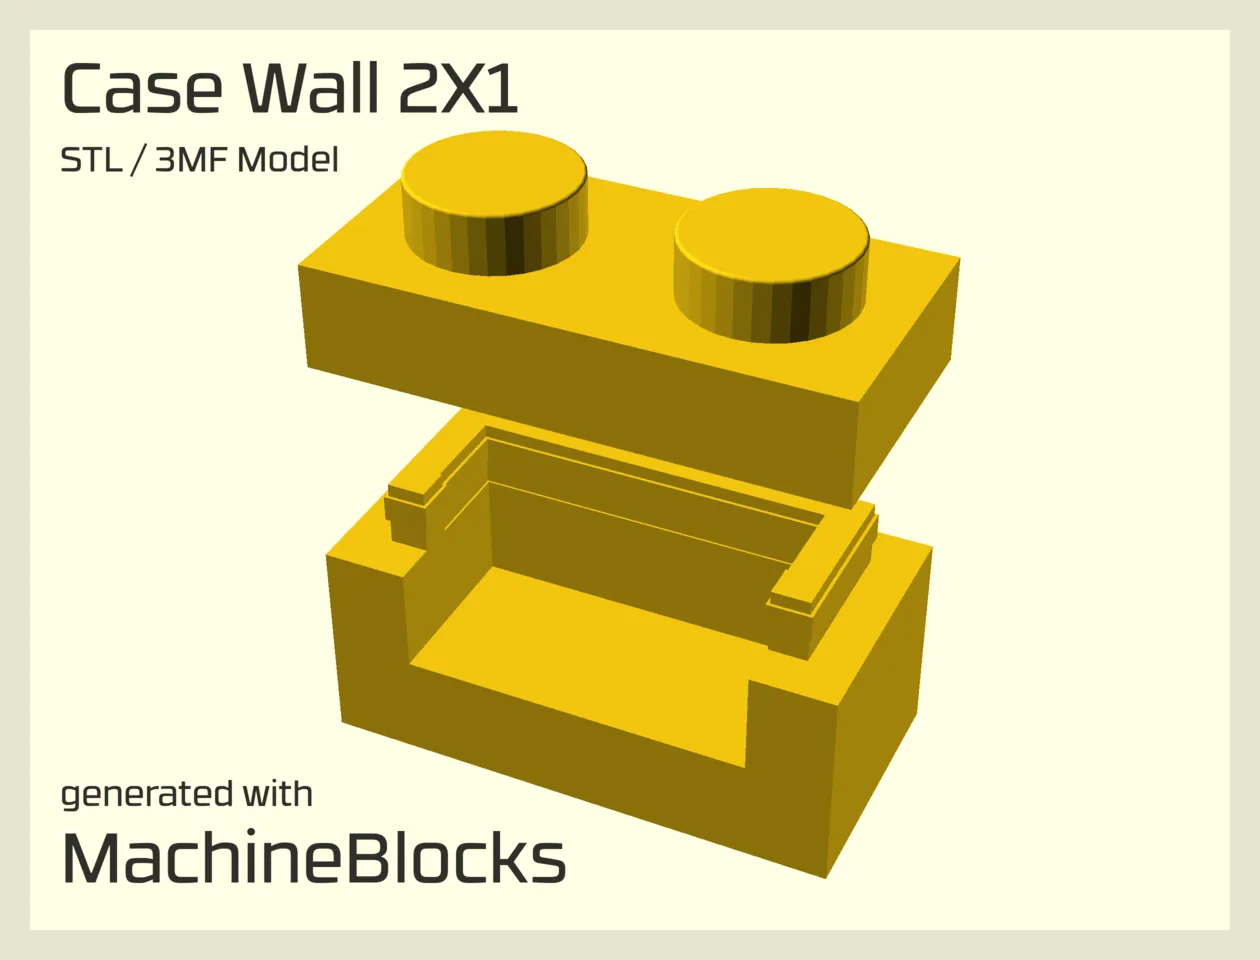 Case Wall 2X1
STL / 3MF Model
generated with
MachineBlocks